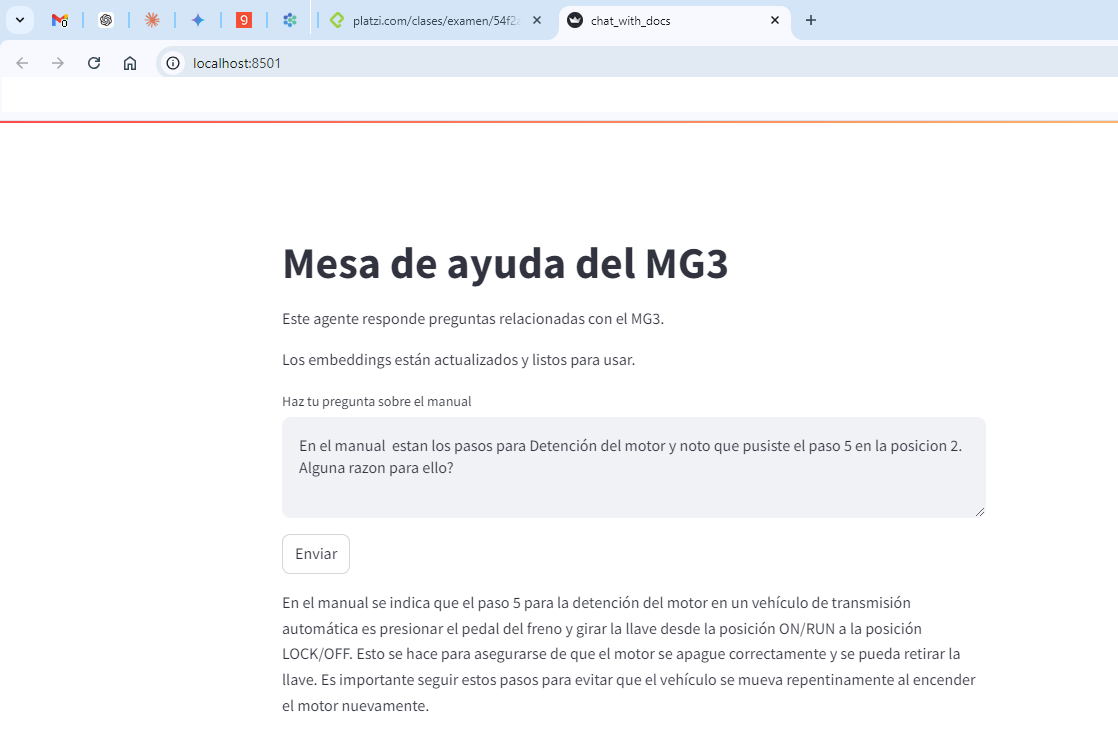 platzi.com/clases/examen/54f2
chat_with_docs
localhost:8501
Mesa de ayuda del MG3
Este agente responde preguntas relacionadas con el MG3.
Los embeddings están actualizados y listos para usar.
Haz tu pregunta sobre el manual
En el manual  estan los pasos para Detención del motor y noto que pusiste el paso 5 en la posicion 2.
Alguna razon para ello?
Enviar
En el manual se indica que el paso 5 para la detención del motor en un vehículo de transmisión
automática es presionar el pedal del freno y girar la llave desde la posición ON/RUN a la posición
LOCK/OFF. Esto se hace para asegurarse de que el motor se apague correctamente y se pueda retirar la
llave. Es importante seguir estos pasos para evitar que el vehículo se mueva repentinamente al encender
el motor nuevamente.